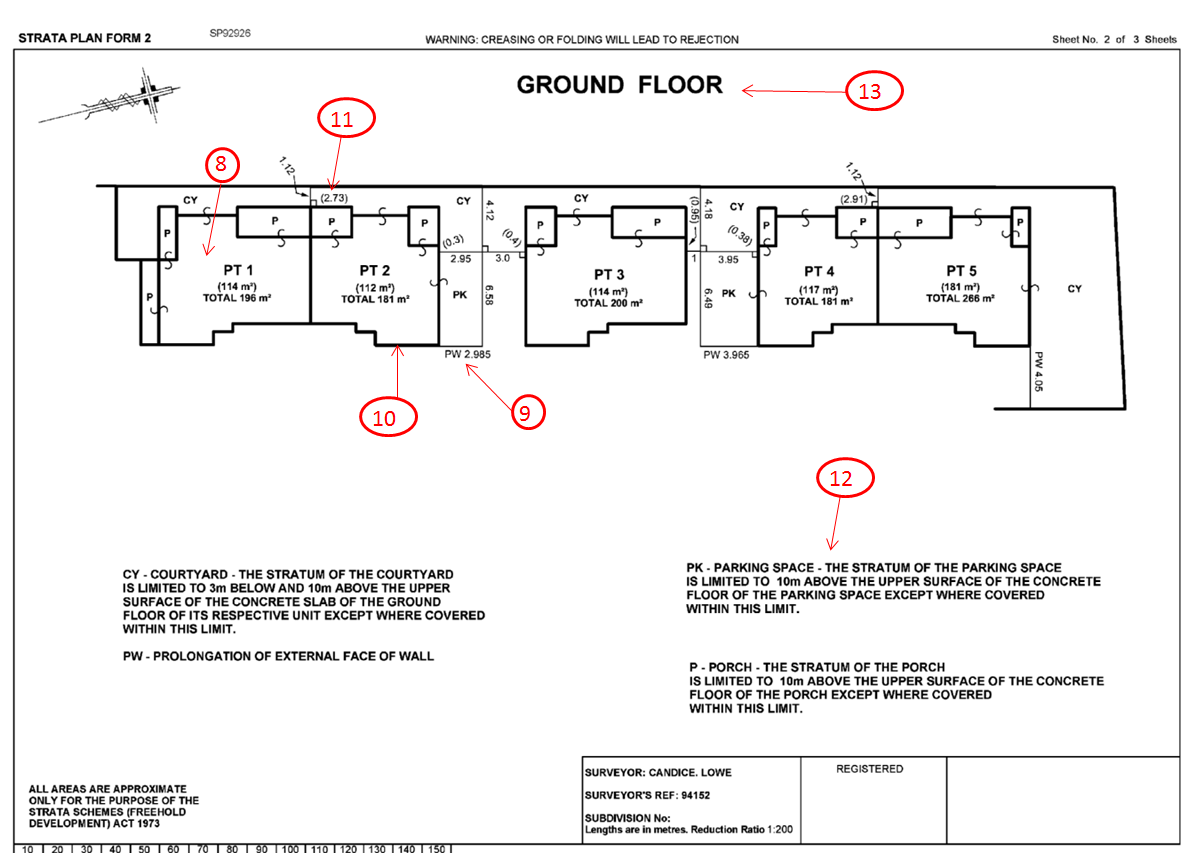 STRATA PLAN FORM 2
SP92926
WARNING: CREASING OR FOLDING WILL LEAD TO REJECTION
Sheet No. 2 of 3 Sheets
GROUND FLOOR
13
11
8
1.12
(2.73)
CY
P
P
P
P
P
P
CY
4.12
(0.3)
(0.4)
2.95
3.0
PK
6.58
PT 1
(114 m²)
TOTAL 196 m²
PT 2
(112 m²)
TOTAL 181 m²
CY
P
P
PT 3
(114 m²)
TOTAL 200 m²
(0.95)
4.18
CY
(0.38)
1
3.95
6.49
PK
1.12
(2.91)
P
P
P
P
PT 4
(117 m²)
TOTAL 181 m²
PT 5
(181 m²)
TOTAL 266 m²
CY
PW 2.985
PW 3.965
PW 4.05
10
9
12
CY - COURTYARD - THE STRATUM OF THE COURTYARD
IS LIMITED TO 3m BELOW AND 10m ABOVE THE UPPER
SURFACE OF THE CONCRETE SLAB OF THE GROUND
FLOOR OF ITS RESPECTIVE UNIT EXCEPT WHERE COVERED
WITHIN THIS LIMIT.
PW - PROLONGATION OF EXTERNAL FACE OF WALL
PK - PARKING SPACE - THE STRATUM OF THE PARKING SPACE
IS LIMITED TO 10m ABOVE THE UPPER SURFACE OF THE CONCRETE
FLOOR OF THE PARKING SPACE EXCEPT WHERE COVERED
WITHIN THIS LIMIT.
P - PORCH - THE STRATUM OF THE PORCH
IS LIMITED TO 10m ABOVE THE UPPER SURFACE OF THE CONCRETE
FLOOR OF THE PORCH EXCEPT WHERE COVERED
WITHIN THIS LIMIT.
ALL AREAS ARE APPROXIMATE
ONLY FOR THE PURPOSE OF THE
STRATA SCHEMES (FREEHOLD
DEVELOPMENT) ACT 1973
SURVEYOR: CANDICE. LOWE
SURVEYOR'S REF: 94152
SUBDIVISION No:
Lengths are in metres. Reduction Ratio 1:200
REGISTERED
10 20 30 40 50 60 70 80 90 100 110 120 130 140 150